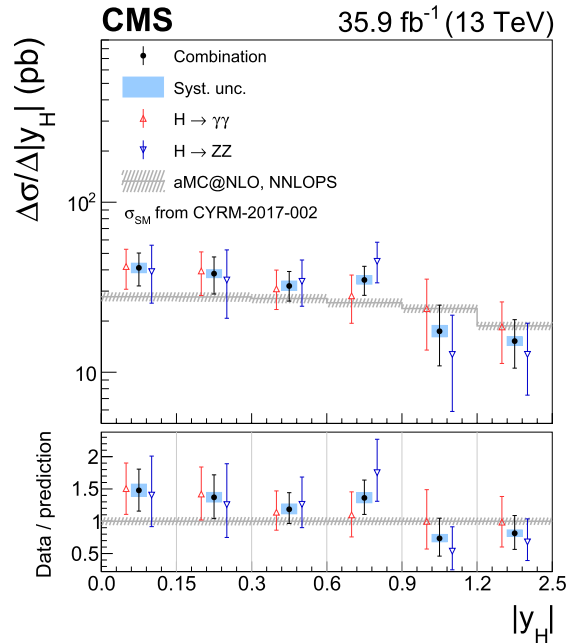 CMS 35.9 fb⁻¹ (13 TeV)
Δσ/Δ|y_H| (pb)
Combination
Syst. unc.
H → γγ
H → ZZ
aMC@NLO, NNLOPS
σ_SM from CYRM-2017-002
10²
10
Data / prediction
2
1.5
1
0.5
0.0 0.15 0.3 0.6 0.9 1.2 2.5
|y_H|